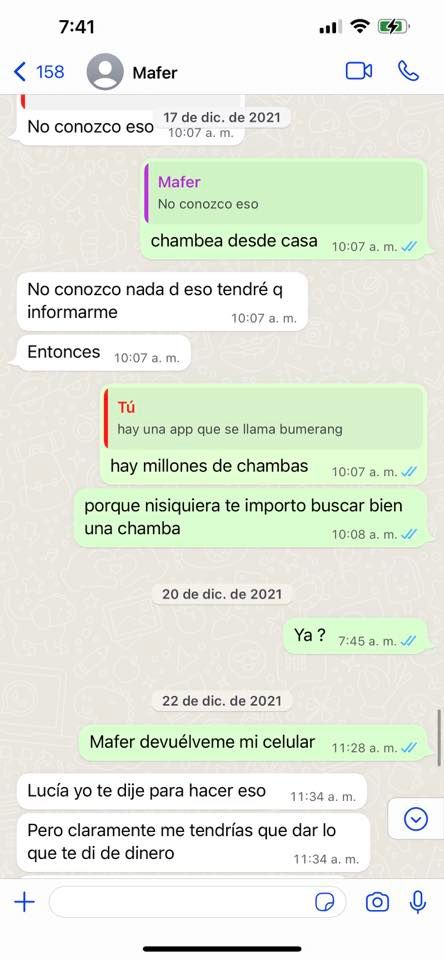 7:41
158
Mafer
17 de dic. de 2021
No conozco eso
10:07 a. m.
Mafer
No conozco eso
chambea desde casa 10:07 a. m.
No conozco nada d eso tendré q
informarme 10:07 a. m.
Entonces 10:07 a. m.
Tú
hay una app que se llama bumerang
hay millones de chambas 10:07 a. m.
porque nisiquiera te importo buscar bien
una chamba 10:08 a. m.
20 de dic. de 2021
Ya ? 7:45 a. m.
22 de dic. de 2021
Mafer devuélveme mi celular 11:28 a. m.
Lucía yo te dije para hacer eso 11:34 a. m.
Pero claramente me tendrías que dar lo
que te di de dinero 11:34 a. m.